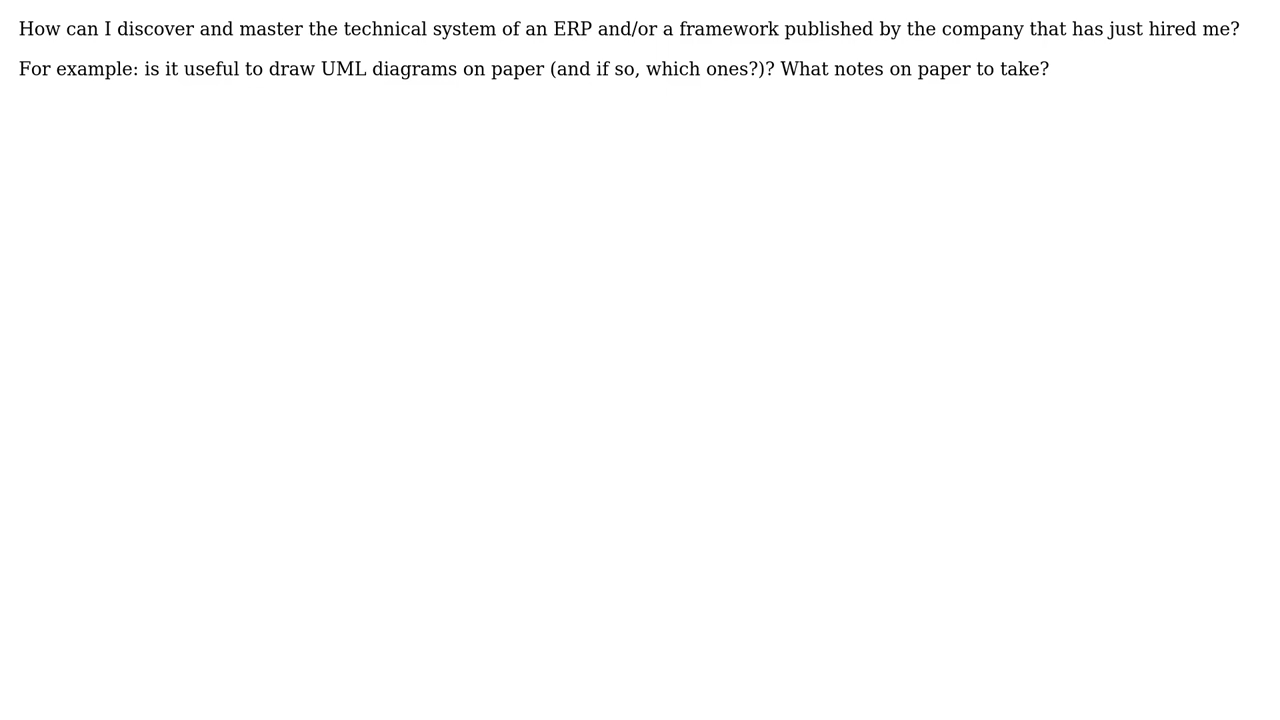 How can I discover and master the technical system of an ERP and/or a framework published by the company that has just hired me?
For example: is it useful to draw UML diagrams on paper (and if so, which ones?)? What notes on paper to take?